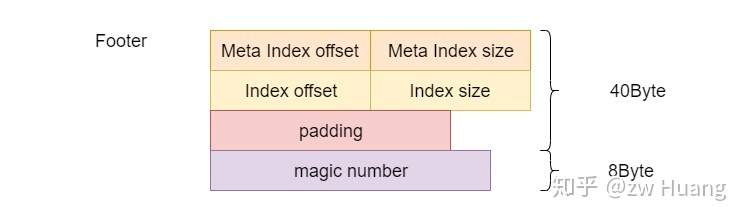 Footer
Meta Index offset Meta Index size
Index offset Index size
40Byte
padding
magic number
8Byte
知乎 @zw Huang